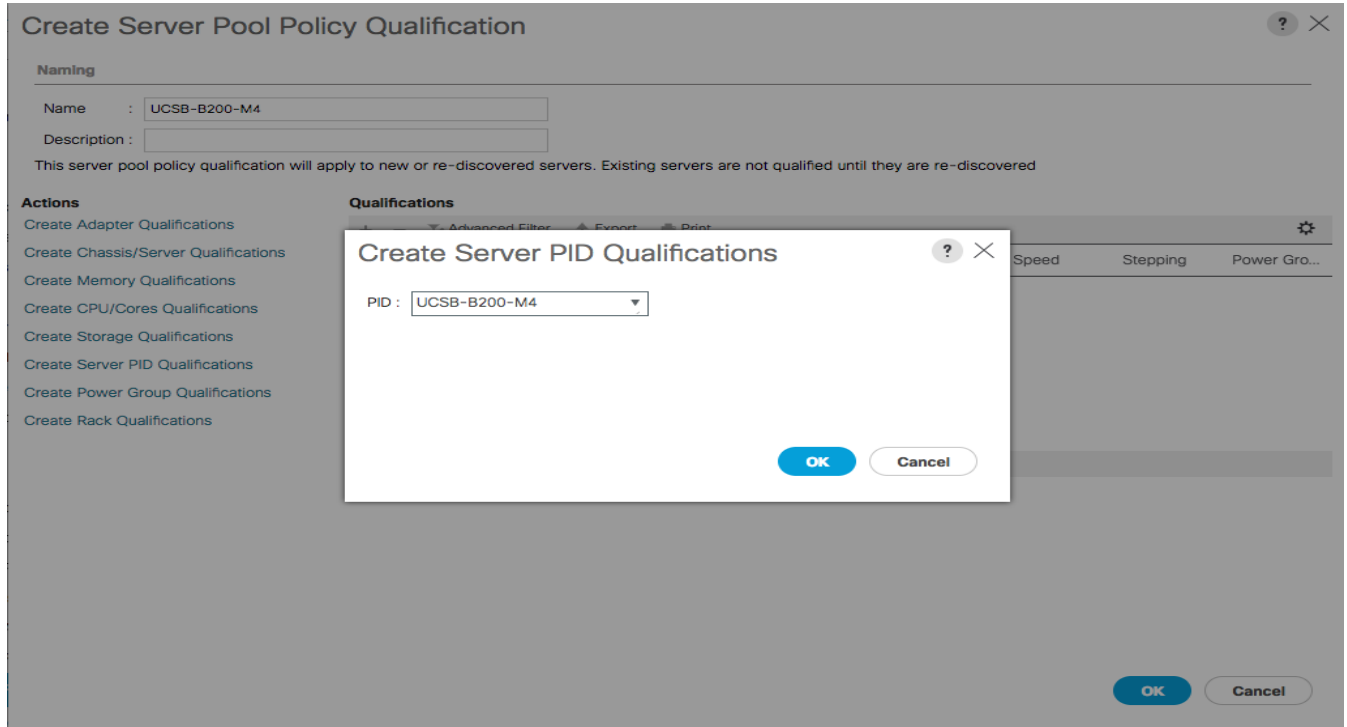 Create Server Pool Policy Qualification
?
Naming
Name : UCSB-B200-M4
Description :
This server pool policy qualification will apply to new or re-discovered servers. Existing servers are not qualified until they are re-discovered
Actions
Create Adapter Qualifications
Create Chassis/Server Qualifications
Create Memory Qualifications
Create CPU/Cores Qualifications
Create Storage Qualifications
Create Server PID Qualifications
Create Power Group Qualifications
Create Rack Qualifications
Qualifications
Advanced Filter Export Print
Speed Stepping Power Gro...
Create Server PID Qualifications
?
PID : UCSB-B200-M4
OK Cancel
OK Cancel